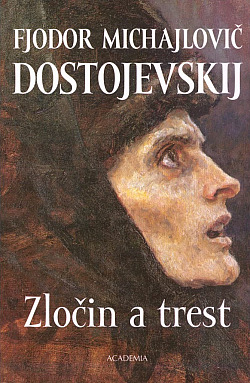 FJODOR MICHAJLOVIČ
DOSTOJEVSKIJ
Zločin a trest
ACADEMIA